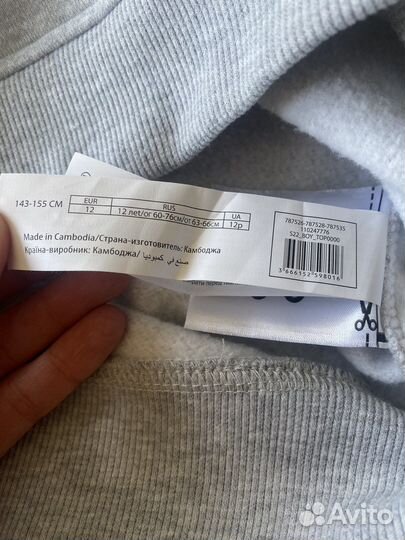 143-155 CM
EUR RUS UA
12 12 лет/ог 60-76см/от 63-66см 12р
Made in Cambodia/Страна-изготовитель: Камбоджа
Країна-виробник: Камбоджа/ صنع في كمبوديا
787526-787528-787535
110247776
S22_BOY_TOP0000
3 666152 598016
Avito